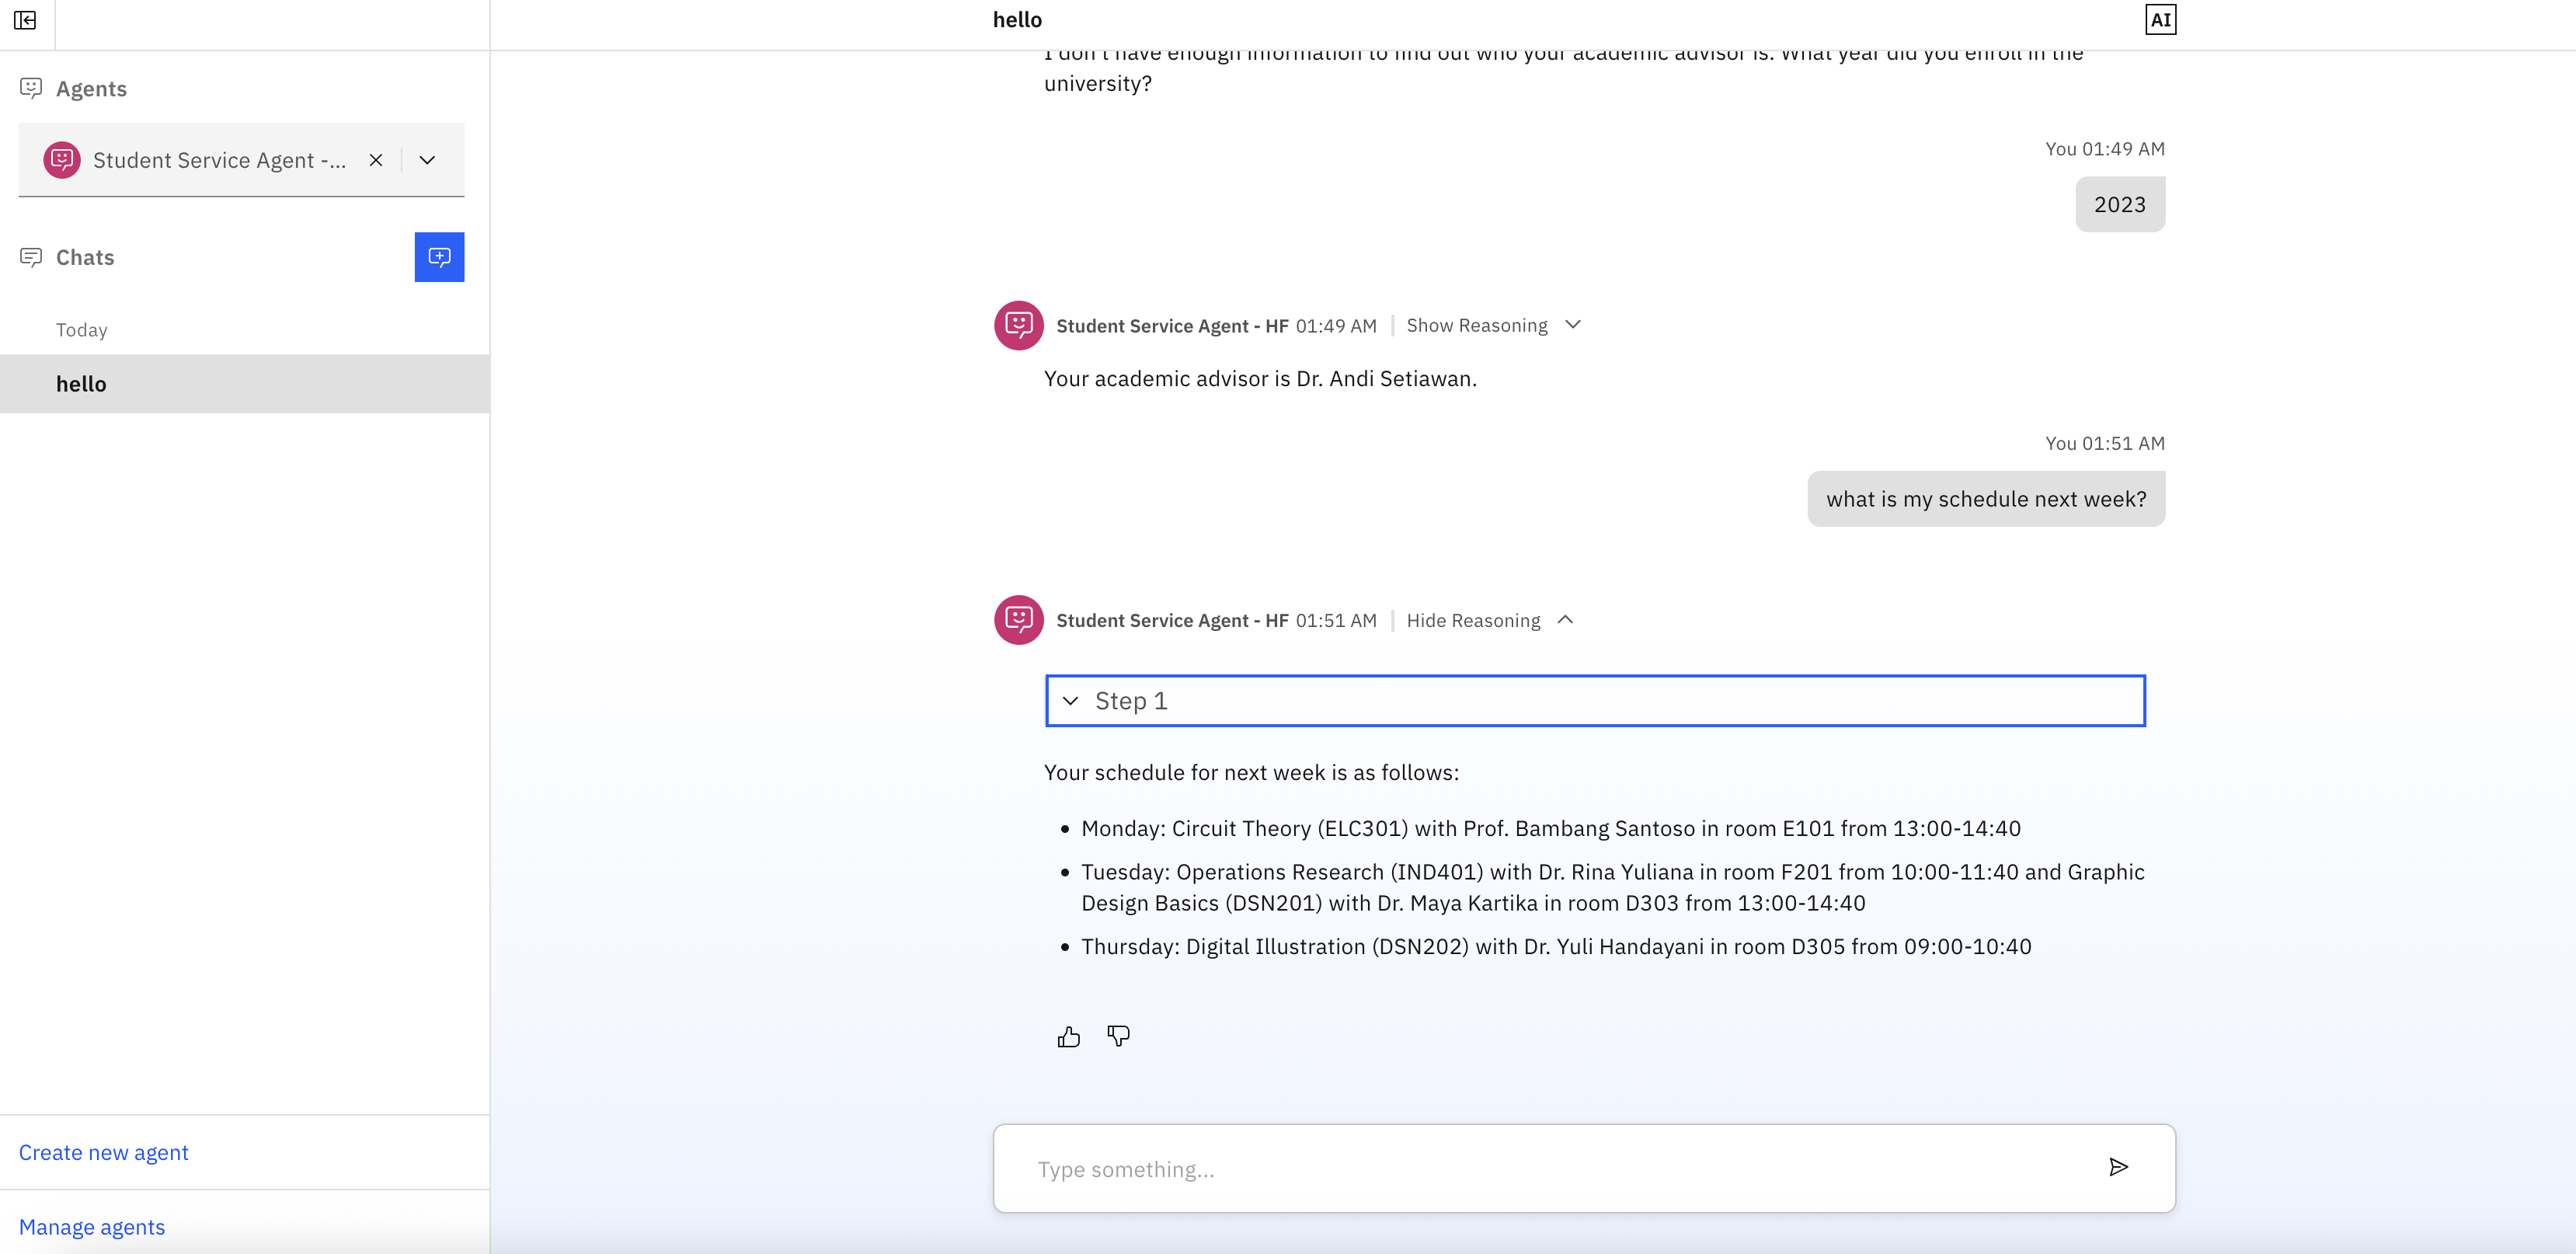 hello
AI
Agents
Student Service Agent -...
Chats
Today
hello
Create new agent
Manage agents
I don't have enough information to find out who your academic advisor is. What year did you enroll in the
university?
You 01:49 AM
2023
Student Service Agent - HF 01:49 AM | Show Reasoning
Your academic advisor is Dr. Andi Setiawan.
You 01:51 AM
what is my schedule next week?
Student Service Agent - HF 01:51 AM | Hide Reasoning
Step 1
Your schedule for next week is as follows:
• Monday: Circuit Theory (ELC301) with Prof. Bambang Santoso in room E101 from 13:00-14:40
• Tuesday: Operations Research (IND401) with Dr. Rina Yuliana in room F201 from 10:00-11:40 and Graphic
Design Basics (DSN201) with Dr. Maya Kartika in room D303 from 13:00-14:40
• Thursday: Digital Illustration (DSN202) with Dr. Yuli Handayani in room D305 from 09:00-10:40
Type something...